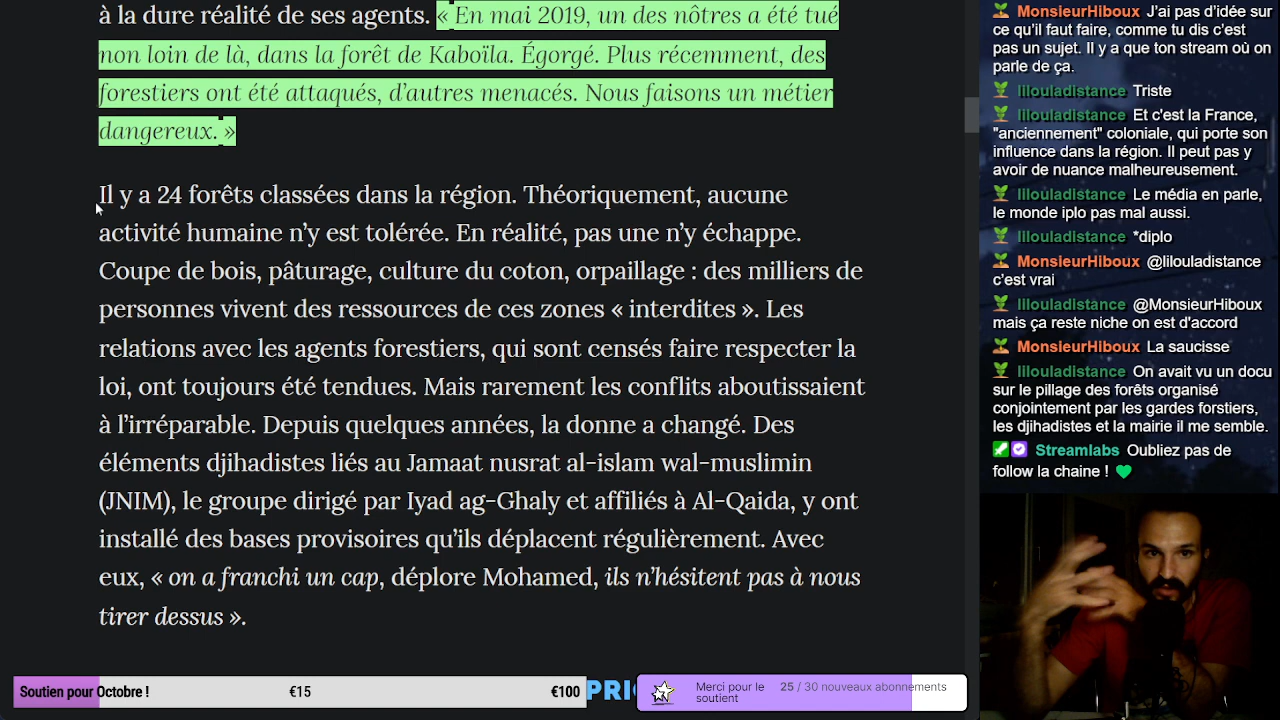 à la dure réalité de ses agents. « En mai 2019, un des nôtres a été tué
non loin de là, dans la forêt de Kaboïla. Égorgé. Plus récemment, des
forestiers ont été attaqués, d’autres menacés. Nous faisons un métier
dangereux. »
Il y a 24 forêts classées dans la région. Théoriquement, aucune
activité humaine n’y est tolérée. En réalité, pas une n’y échappe.
Coupe de bois, pâturage, culture du coton, orpaillage : des milliers de
personnes vivent des ressources de ces zones « interdites ». Les
relations avec les agents forestiers, qui sont censés faire respecter la
loi, ont toujours été tendues. Mais rarement les conflits aboutissaient
à l’irréparable. Depuis quelques années, la donne a changé. Des
éléments djihadistes liés au Jamaat nusrat al-islam wal-muslimin
(JNIM), le groupe dirigé par Iyad ag-Ghaly et affiliés à Al-Qaida, y ont
installé des bases provisoires qu’ils déplacent régulièrement. Avec
eux, « on a franchi un cap, déplore Mohamed, ils n’hésitent pas à nous
tirer dessus ».
Soutien pour Octobre ! €15 €100
PRI
Merci pour le
soutien
25 / 30 nouveaux abonnements
MonsieurHiboux J'ai pas d'idée sur
ce qu'il faut faire, comme tu dis c'est
pas un sujet. Il y a que ton stream où on
parle de ça.
lilouladistance Triste
lilouladistance Et c'est la France,
"anciennement" coloniale, qui porte son
influence dans la région. Il peut pas y
avoir de nuance malheureusement.
lilouladistance Le média en parle,
le monde iplo pas mal aussi.
lilouladistance *diplo
MonsieurHiboux @lilouladistance
c'est vrai
lilouladistance @MonsieurHiboux
mais ça reste niche on est d'accord
MonsieurHiboux La saucisse
lilouladistance On avait vu un docu
sur le pillage des forêts organisé
conjointement par les gardes forstiers,
les djihadistes et la mairie il me semble.
Streamlabs Oubliez pas de
follow la chaine !